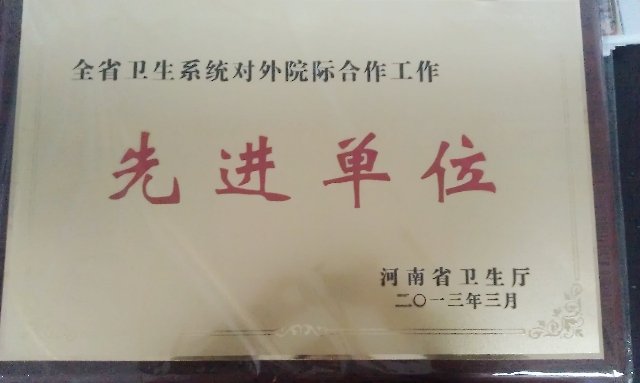 全省卫生系统对外院际合作工作
先进单位
河南省卫生厅
二〇一三年三月